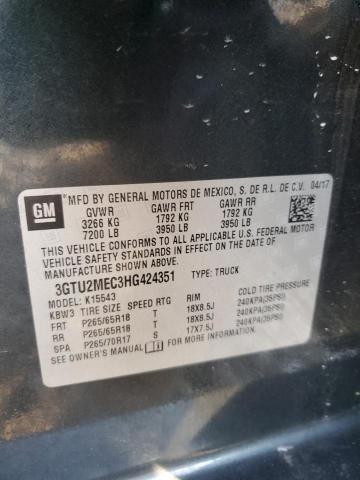 GM
MFD BY GENERAL MOTORS DE MEXICO, S. DE R.L. DE C.V. 04/17
GVWR GAWR FRT GAWR RR
3266 KG 1792 KG 1792 KG
7200 LB 3950 LB 3950 LB
THIS VEHICLE CONFORMS TO ALL APPLICABLE U.S. FEDERAL MOTOR
VEHICLE SAFETY STANDARDS IN EFFECT ON THE DATE OF
MANUFACTURE SHOWN ABOVE.
3GTU2MEC3HG424351 TYPE: TRUCK
MODEL: K15543
KBW3 TIRE SIZE SPEED RTG RIM COLD TIRE PRESSURE
FRT P265/65R18 T 18X8.5J 240KPA(35PSI)
RR P265/65R18 T 18X8.5J 240KPA(35PSI)
SPA P265/70R17 S 17X7.5J 240KPA(35PSI)
SEE OWNER'S MANUAL FOR ADDITIONAL INFORMATION.